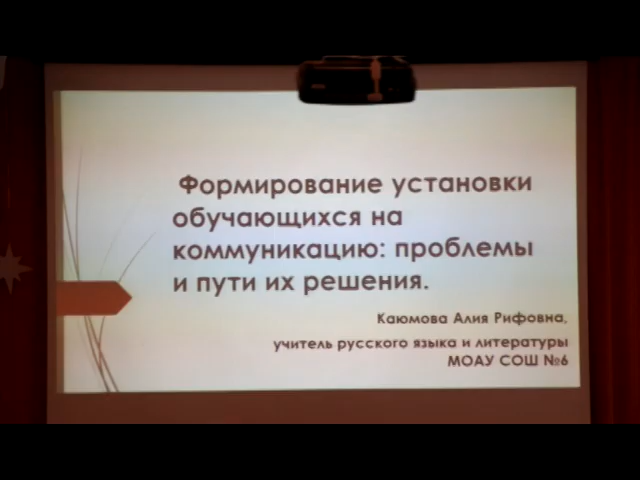 Формирование установки
обучающихся на
коммуникацию: проблемы
и пути их решения.
Каюмова Алия Рифовна,
учитель русского языка и литературы
МОАУ СОШ №6